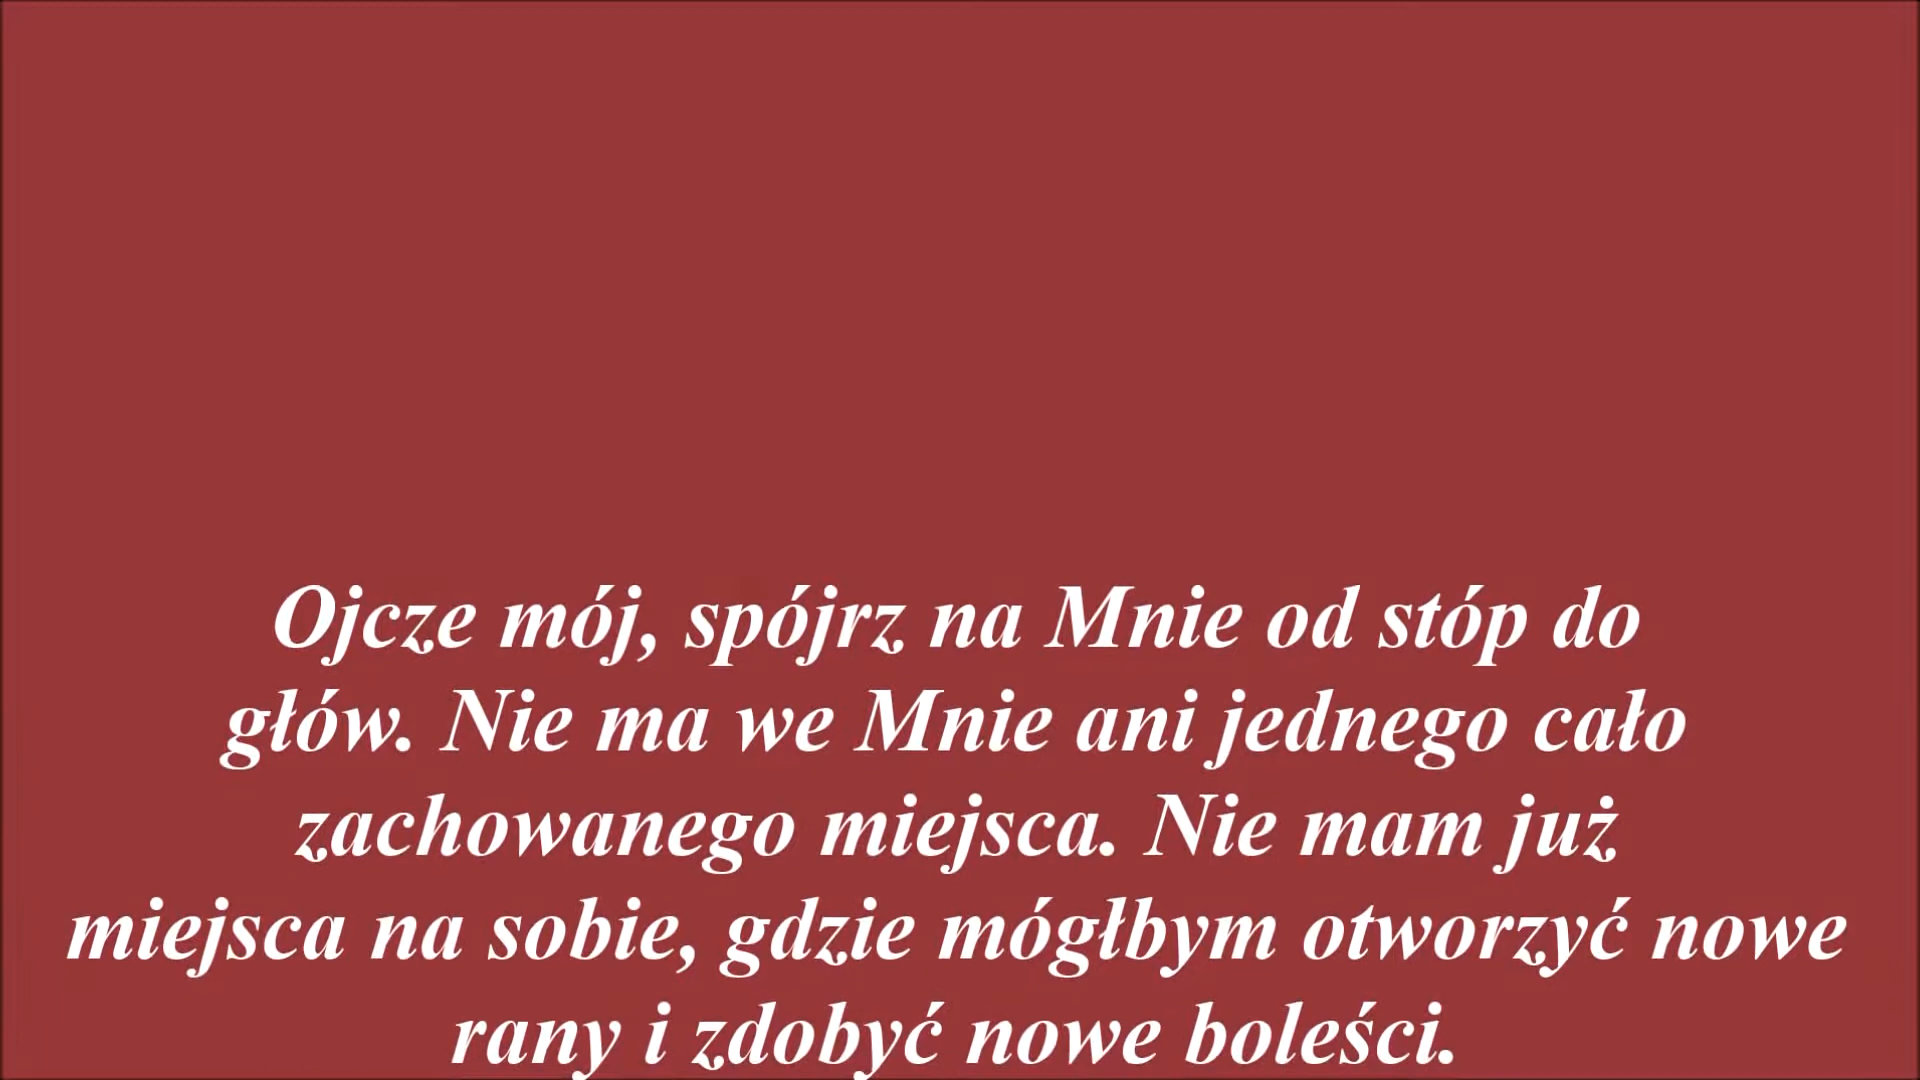 Ojcze mój, spójrz na Mnie od stóp do
głów. Nie ma we Mnie ani jednego cało
zachowanego miejsca. Nie mam już
miejsca na sobie, gdzie mógłbym otworzyć nowe
rany i zdobyć nowe boleści.